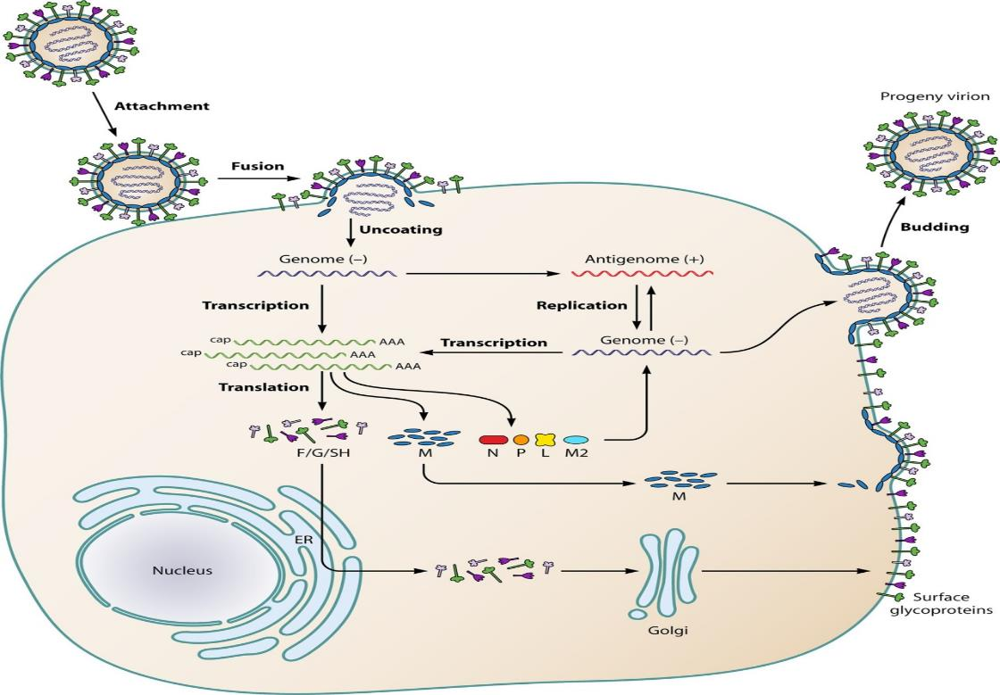 Progeny virion
Attachment
Fusion
Budding
Uncoating
Genome (–)
Antigenome (+)
Transcription
Replication
Genome (–)
cap AAA
Transcription
cap AAA
cap AAA
Translation
F/G/SH
M
N P L M2
M
ER
Nucleus
Surface
glycoproteins
Golgi